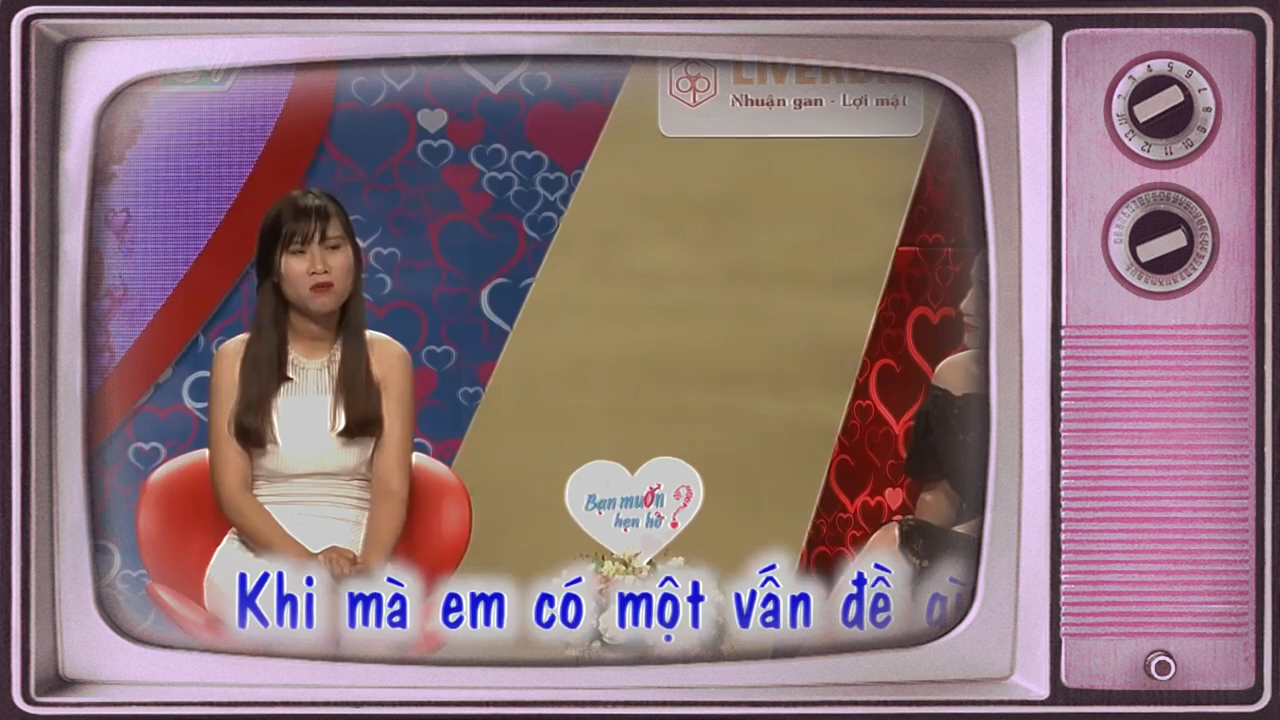 Nhuận gan - Lợi mật
Bạn muốn
hẹn hò ?
Khi mà em có một vấn đề